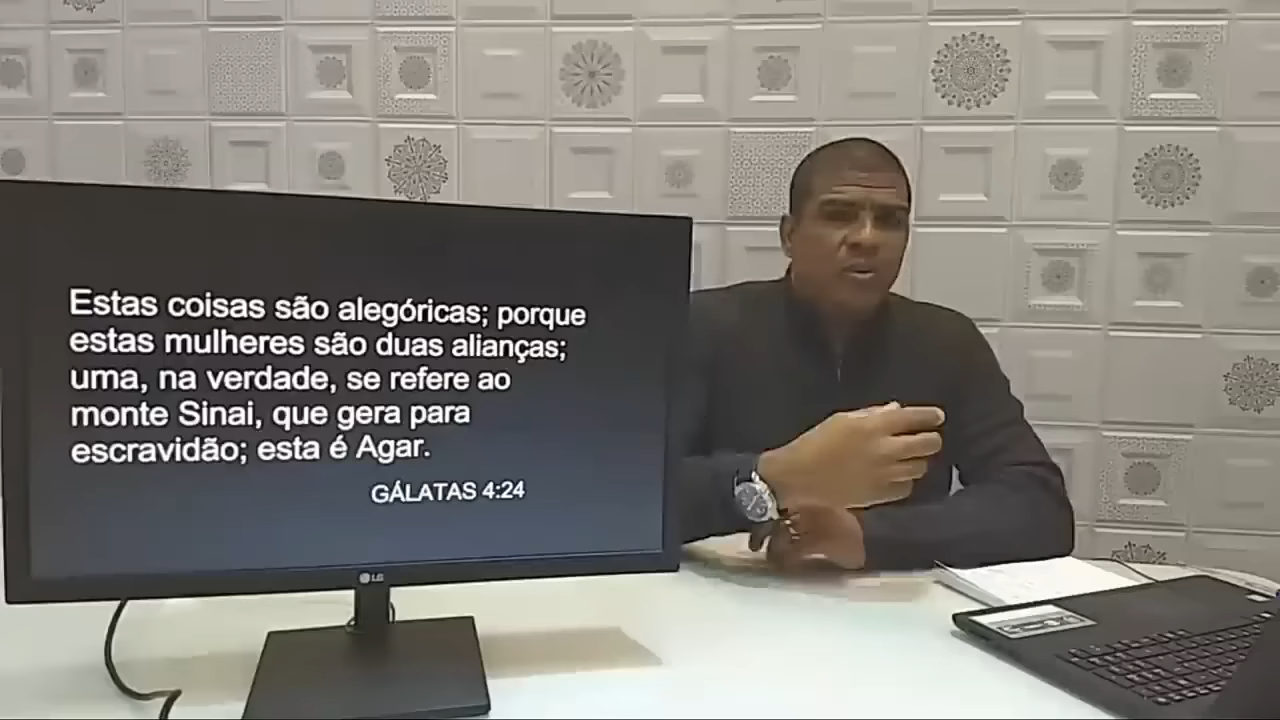 Estas coisas são alegóricas; porque
estas mulheres são duas alianças;
uma, na verdade, se refere ao
monte Sinai, que gera para
escravidão; esta é Agar.
GÁLATAS 4:24
LG